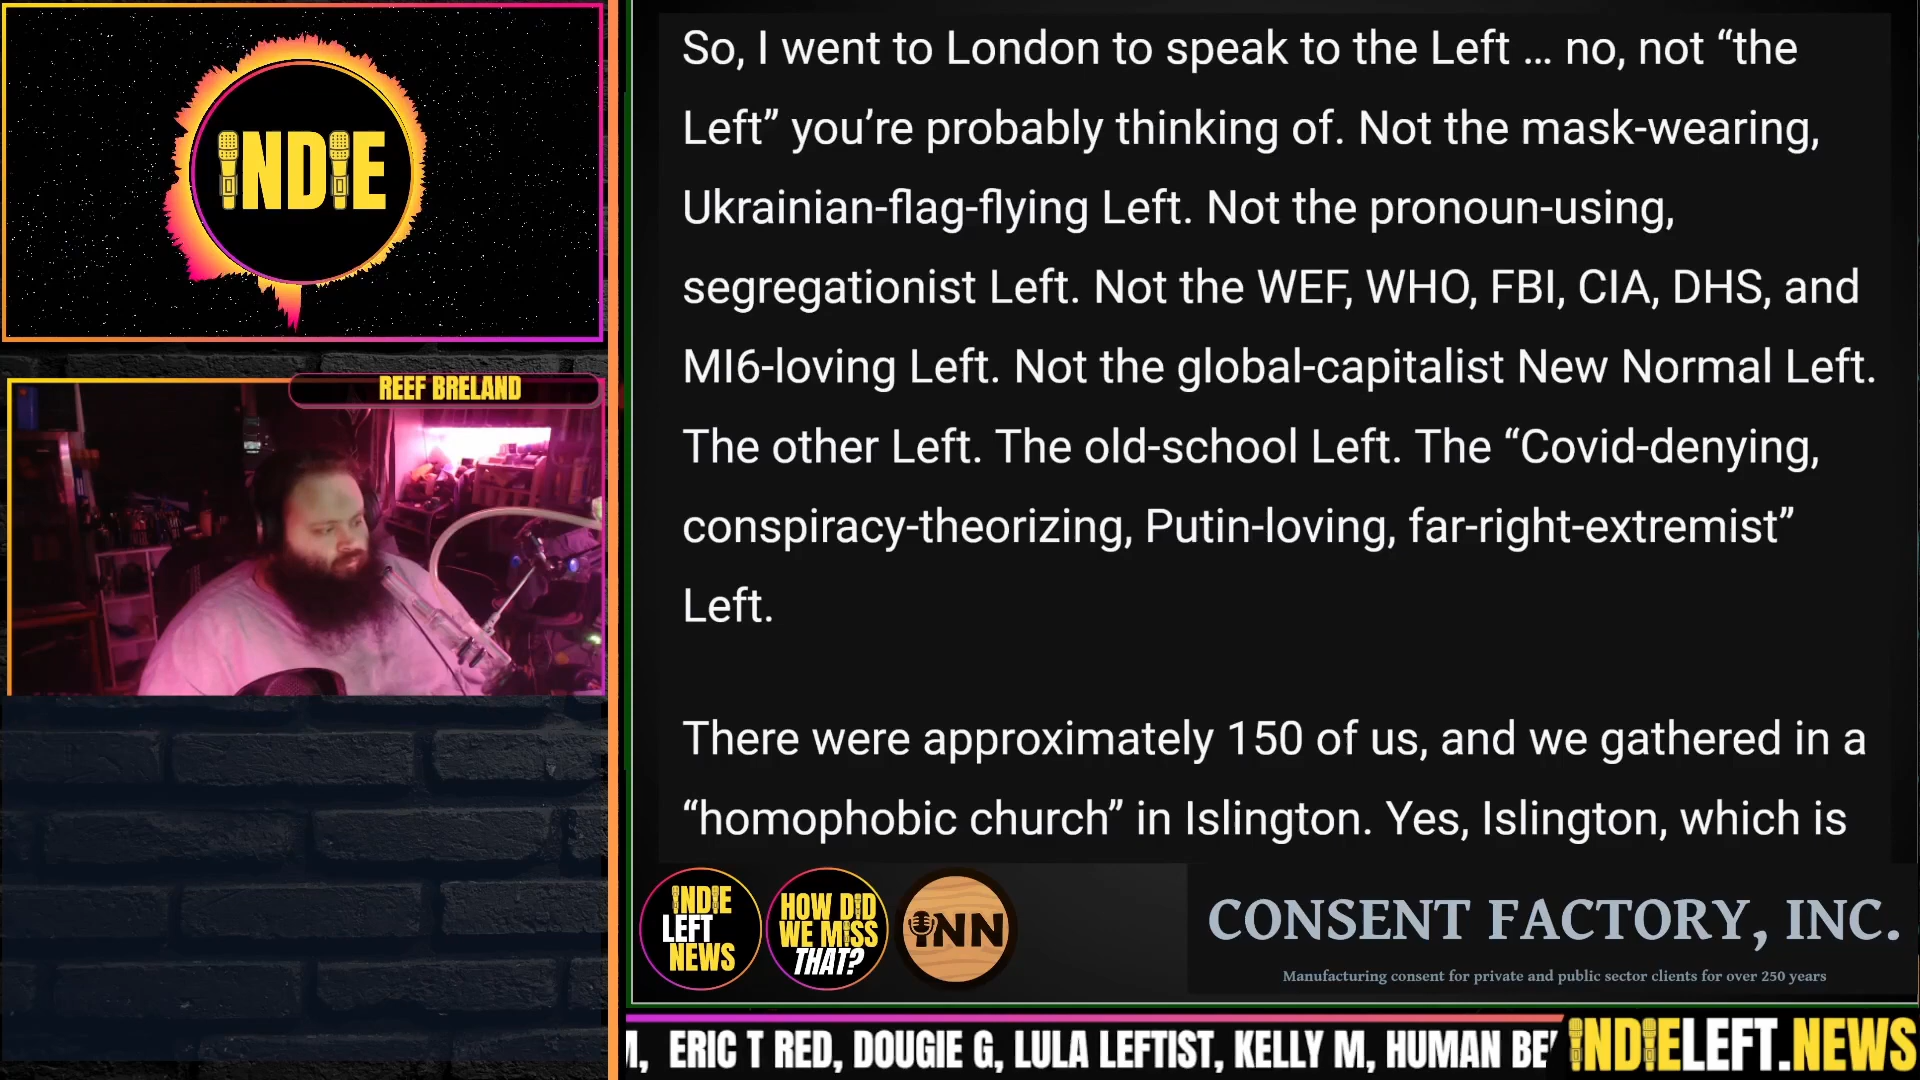 INDIE
REEF BRELAND
So, I went to London to speak to the Left ... no, not “the
Left” you’re probably thinking of. Not the mask-wearing,
Ukrainian-flag-flying Left. Not the pronoun-using,
segregationist Left. Not the WEF, WHO, FBI, CIA, DHS, and
MI6-loving Left. Not the global-capitalist New Normal Left.
The other Left. The old-school Left. The “Covid-denying,
conspiracy-theorizing, Putin-loving, far-right-extremist”
Left.
There were approximately 150 of us, and we gathered in a
“homophobic church” in Islington. Yes, Islington, which is
INDIE
LEFT
NEWS
HOW DID
WE MISS
THAT?
INN
CONSENT FACTORY, INC.
Manufacturing consent for private and public sector clients for over 250 years
ERIC T RED, DOUGIE G, LULA LEFTIST, KELLY M, HUMAN
INDIELEFT.NEWS